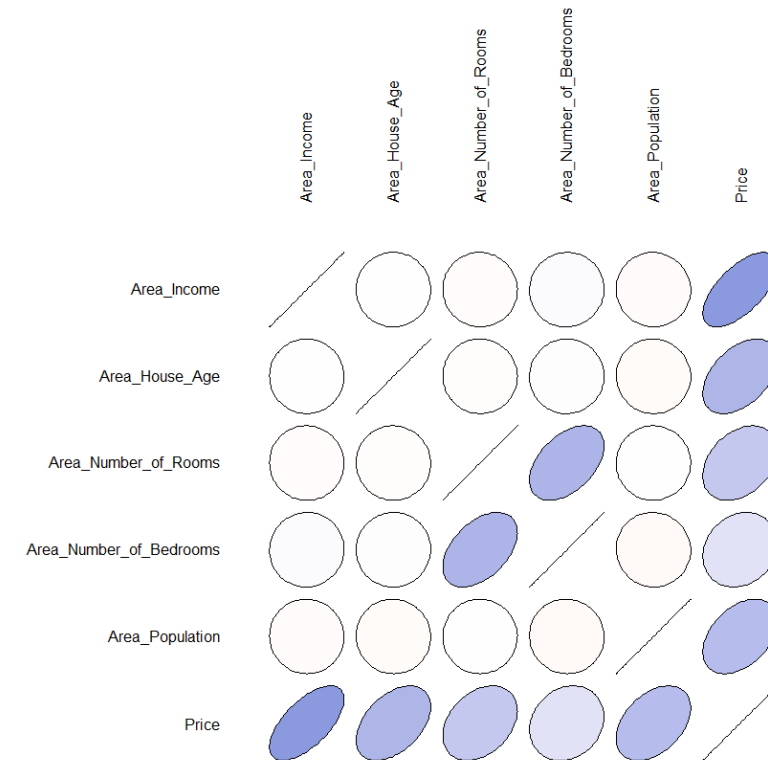 Area_Income
Area_House_Age
Area_Number_of_Rooms
Area_Number_of_Bedrooms
Area_Population
Price
Area_Income
Area_House_Age
Area_Number_of_Rooms
Area_Number_of_Bedrooms
Area_Population
Price